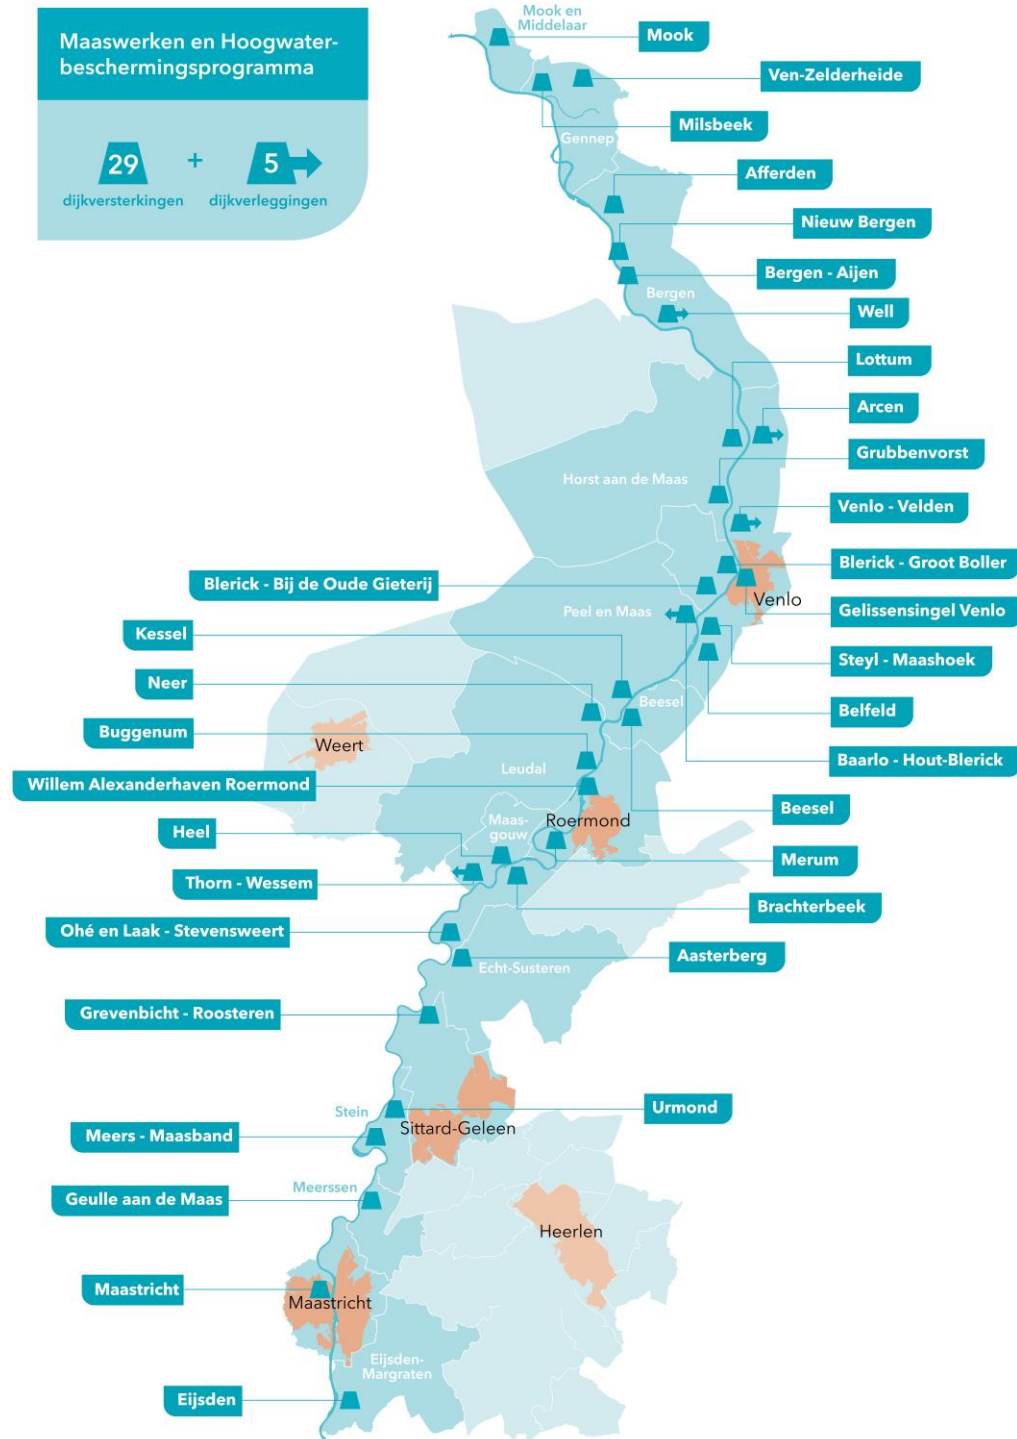 Maaswerken en Hoogwater-
beschermingsprogramma
29
+
5
dijkversterkingen
dijkverleggingen
Mook en
Middelaar
Mook
Ven-Zelderheide
Milsbeek
Gennep
Afferden
Nieuw Bergen
Bergen - Aijen
Bergen
Well
Lottum
Arcen
Grubbenvorst
Horst aan de Maas
Venlo - Velden
Blerick - Groot Boller
Blerick - Bij de Oude Gieterij
Venlo
Gelissensingel Venlo
Peel en Maas
Kessel
Steyl - Maashoek
Neer
Beesel
Belfeld
Buggenum
Weert
Baarlo - Hout-Blerick
Leudal
Willem Alexanderhaven Roermond
Beesel
Heel
Maas-
gouw
Roermond
Merum
Thorn - Wessem
Brachterbeek
Ohé en Laak - Stevensweert
Aasterberg
Echt-Susteren
Grevenbicht - Roosteren
Stein
Urmond
Sittard-Geleen
Meers - Maasband
Meerssen
Geulle aan de Maas
Heerlen
Maastricht
Maastricht
Eijsden-
Margraten
Eijsden